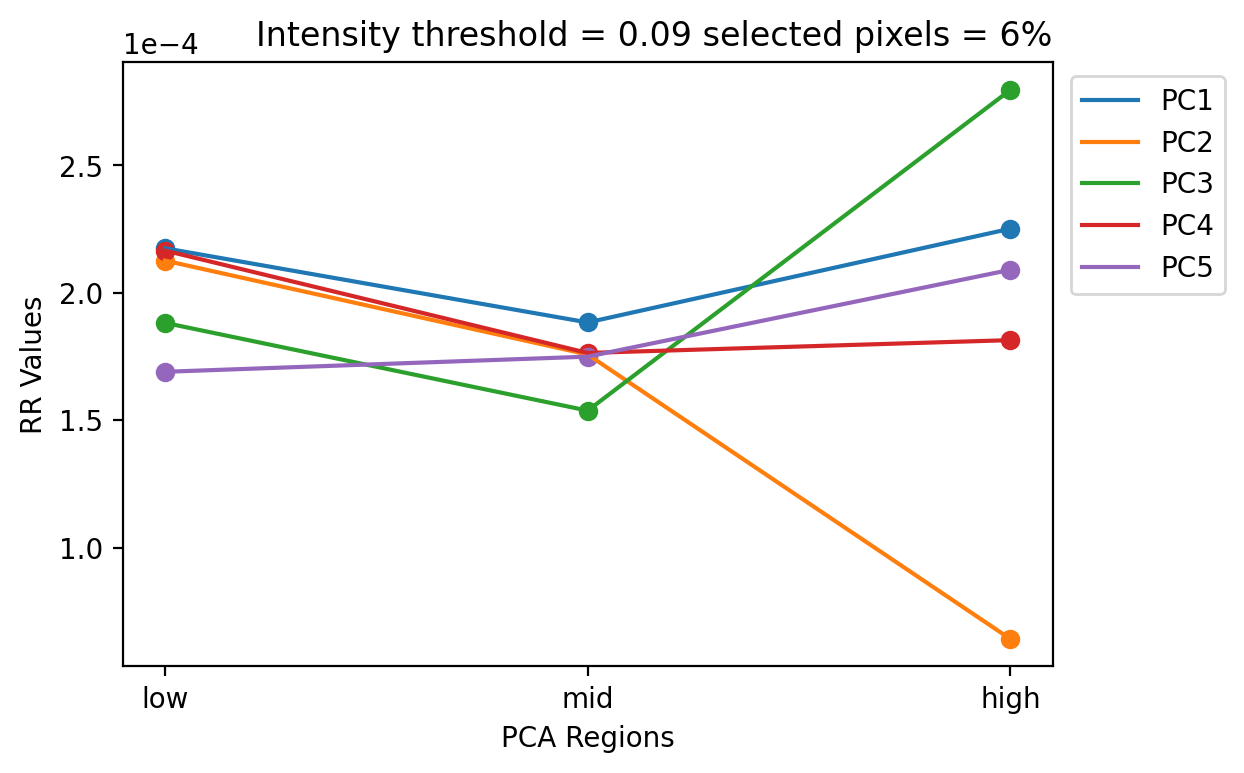 Intensity threshold = 0.09 selected pixels = 6%
1e−4
2.5
2.0
1.5
1.0
RR Values
low
mid
high
PCA Regions
PC1
PC2
PC3
PC4
PC5